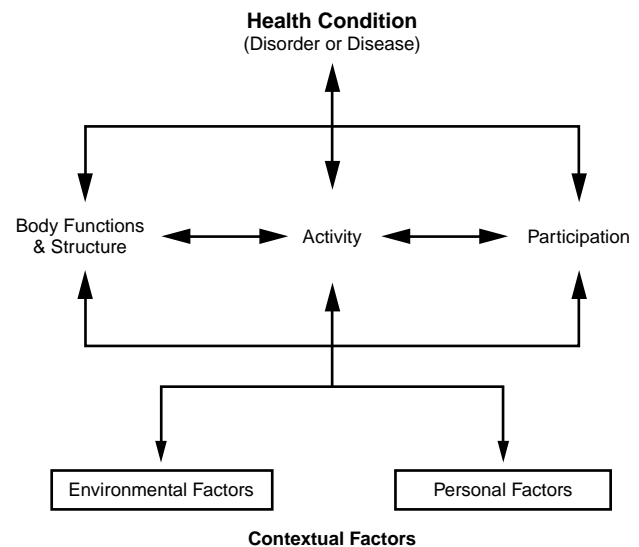 Health Condition
(Disorder or Disease)
Body Functions
& Structure
Activity
Participation
Environmental Factors
Personal Factors
Contextual Factors